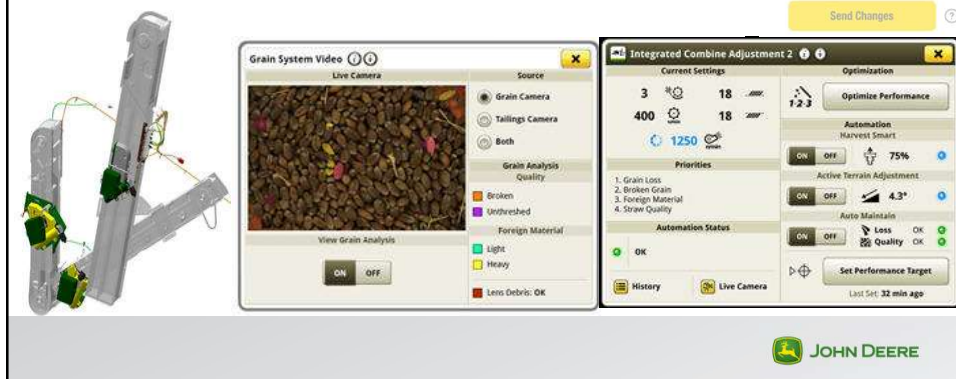 Send Changes
?
Grain System Video
Live Camera
Source
Grain Camera
Tailings Camera
Both
Grain Analysis
Quality
Broken
Unthreshed
Foreign Material
Light
Heavy
Lens Debris: OK
View Grain Analysis
ON OFF
Integrated Combine Adjustment 2
Current Settings
3 18
400 18
1250
Priorities
1. Grain Loss
2. Broken Grain
3. Foreign Material
4. Straw Quality
Automation Status
OK
History
Live Camera
Optimization
1·2·3
Optimize Performance
Automation
Harvest Smart
ON OFF 75%
Active Terrain Adjustment
ON OFF 4.3°
Auto Maintain
ON OFF
Loss OK
Quality OK
Set Performance Target
Last Set: 32 min ago
JOHN DEERE